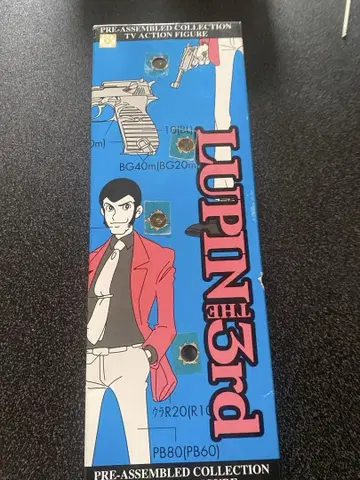 PRE-ASSEMBLED COLLECTION
TV ACTION FIGURE
BG40m(BG20m
LUPIN THE 3rd
ウラR20(R10
PB80(PB60)
PRE-ASSEMBLED COLLECTION